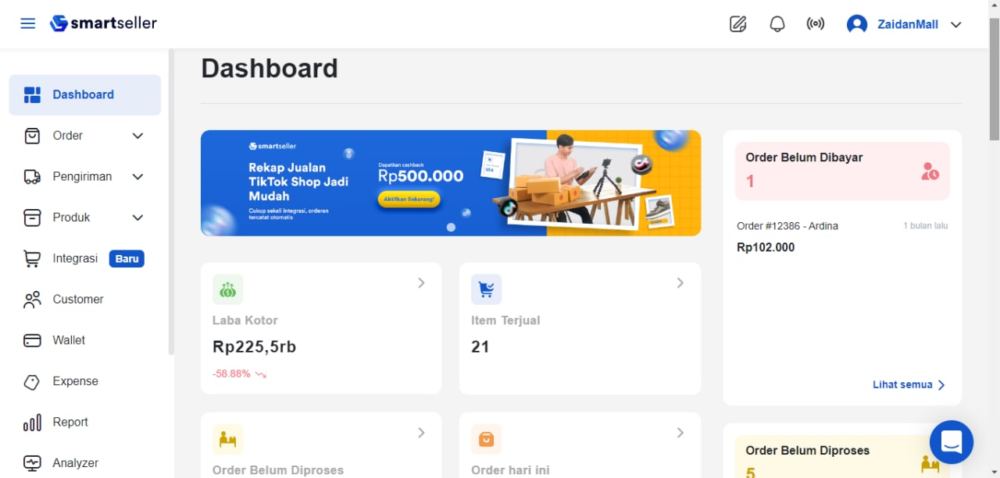 smartseller
ZaidanMall
Dashboard
Order
Pengiriman
Produk
Integrasi Baru
Customer
Wallet
Expense
Report
Analyzer
Dashboard
smartseller
Rekap Jualan
TikTok Shop Jadi
Mudah
Cukup sekali integrasi, orderan
tercatat otomatis
Dapatkan cashback
Rp500.000
Aktifkan Sekarang!
Laba Kotor
Rp225,5rb
-58.88%
Item Terjual
21
Order Belum Diproses
Order hari ini
Order Belum Dibayar
1
Order #12386 - Ardina 1 bulan lalu
Rp102.000
Lihat semua
Order Belum Diproses
5